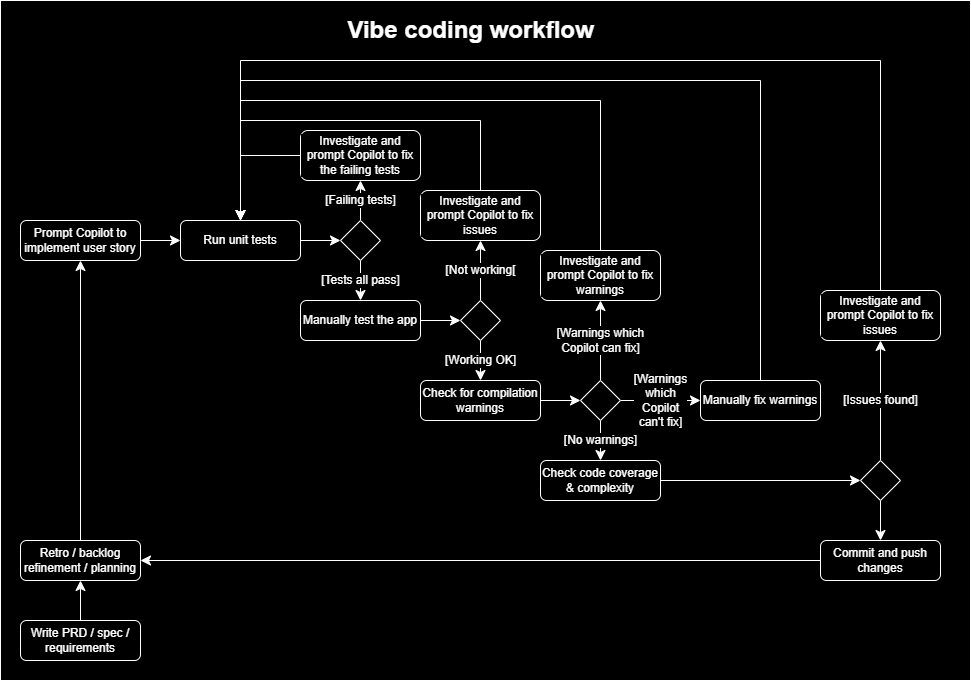 Vibe coding workflow
Investigate and
prompt Copilot to fix
the failing tests
[Failing tests]
Prompt Copilot to
implement user story
Run unit tests
[Tests all pass]
Manually test the app
Investigate and
prompt Copilot to fix
issues
[Not working[
[Working OK]
Check for compilation
warnings
Investigate and
prompt Copilot to fix
warnings
[Warnings which
Copilot can fix]
[Warnings
which
Copilot
can't fix]
Manually fix warnings
[No warnings]
Check code coverage
& complexity
Investigate and
prompt Copilot to fix
issues
[Issues found]
Commit and push
changes
Retro / backlog
refinement / planning
Write PRD / spec /
requirements